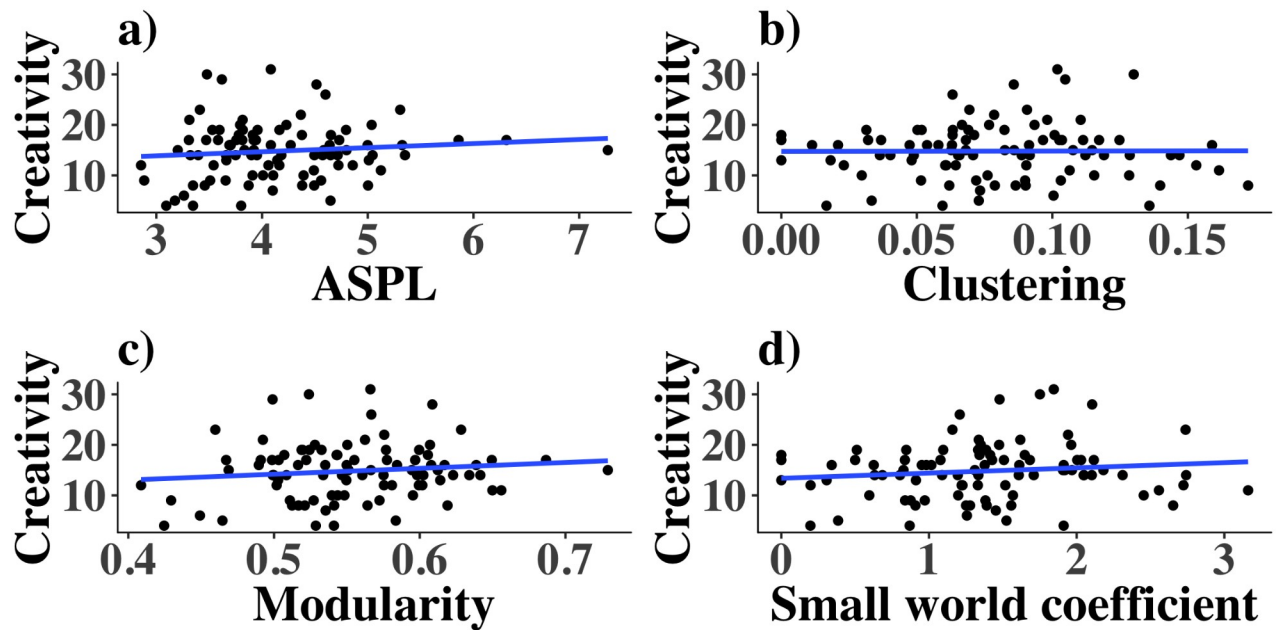 a)
Creativity
30
20
10
3 4 5 6 7
ASPL
b)
Creativity
30
20
10
0.00 0.05 0.10 0.15
Clustering
c)
Creativity
30
20
10
0.4 0.5 0.6 0.7
Modularity
d)
Creativity
30
20
10
0 1 2 3
Small world coefficient